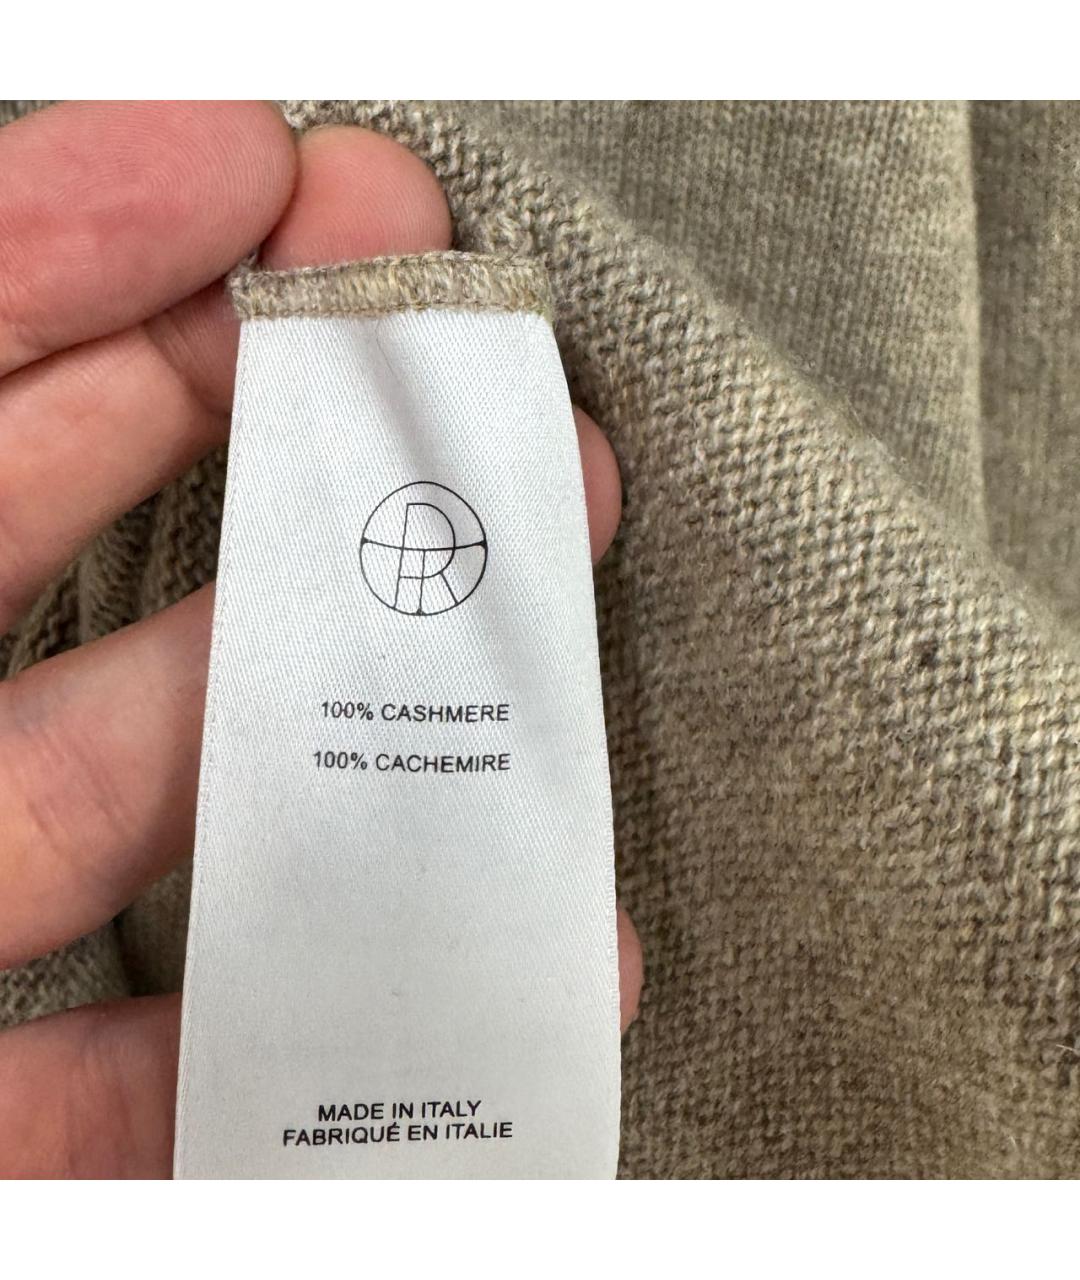 100% CASHMERE
100% CACHEMIRE
MADE IN ITALY
FABRIQUÉ EN ITALIE